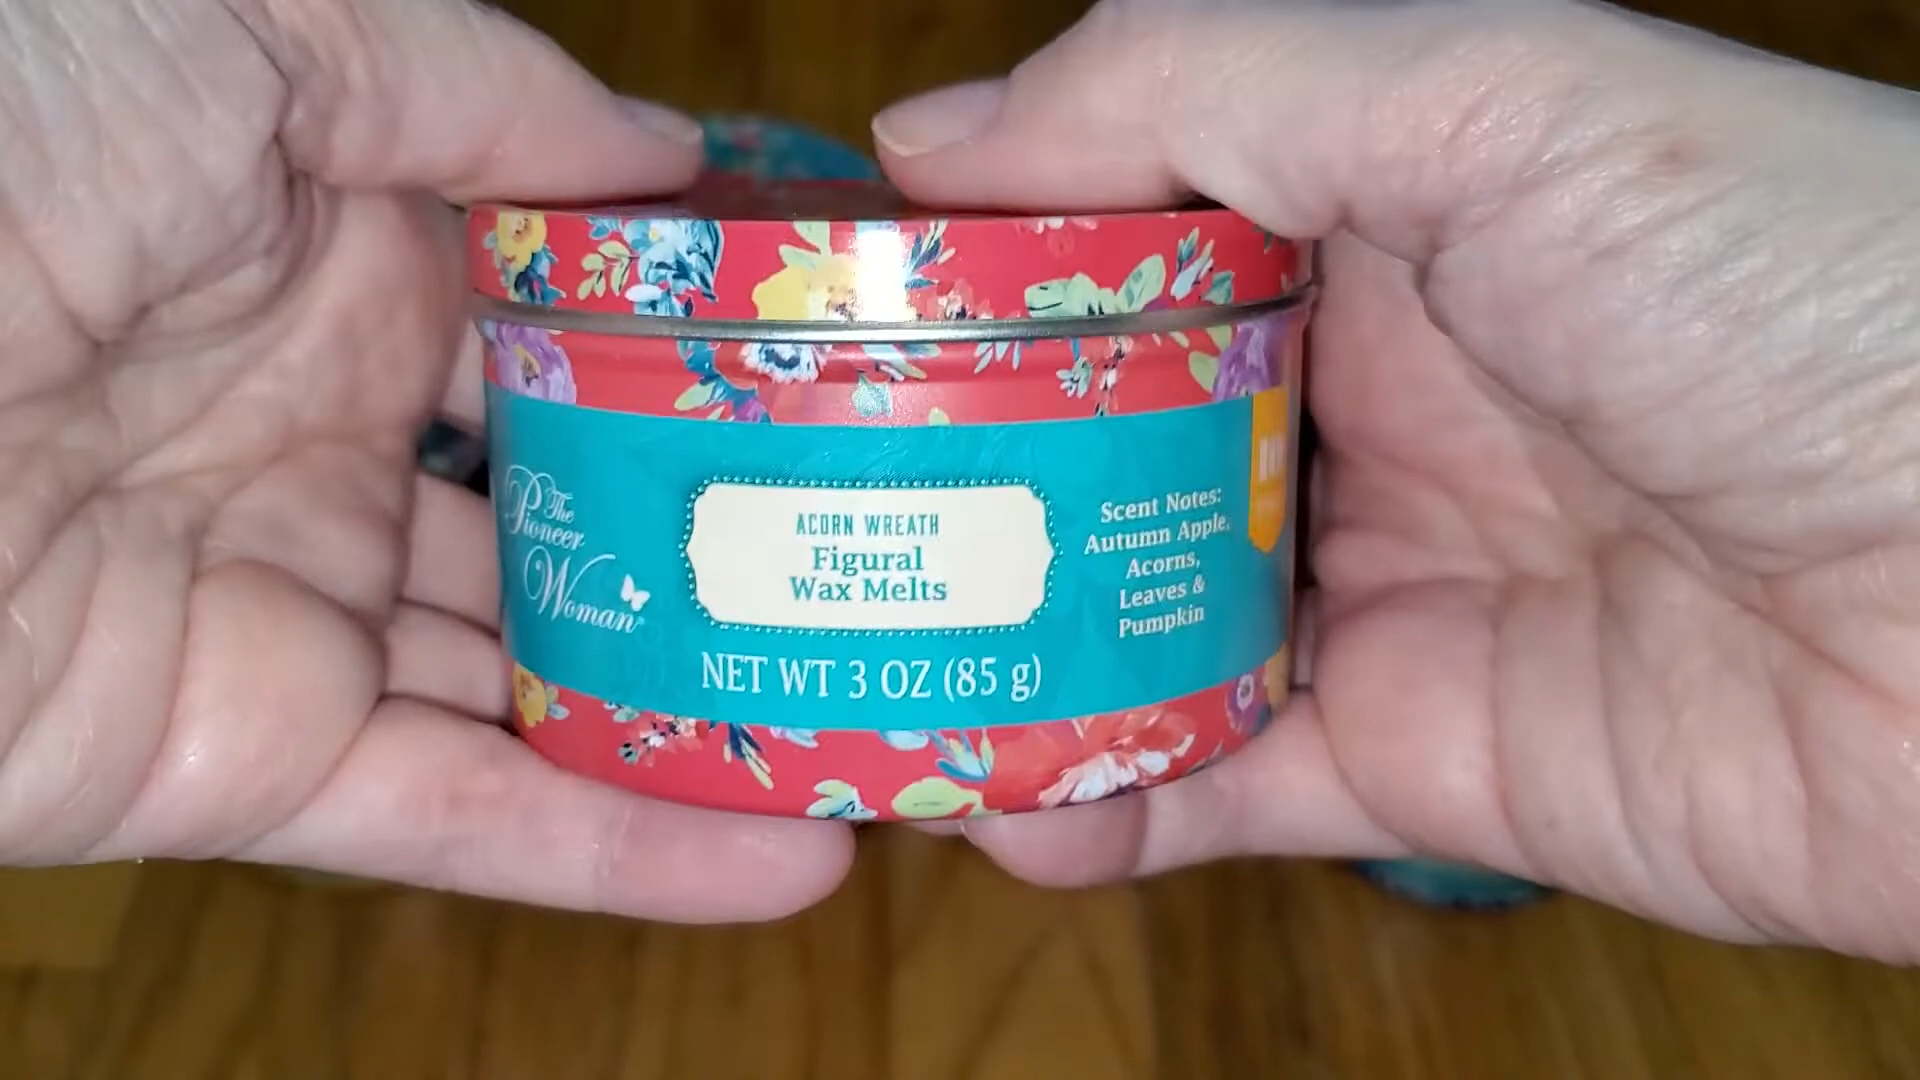 The
Pioneer
Woman
ACORN WREATH
Figural
Wax Melts
NET WT 3 OZ (85 g)
Scent Notes:
Autumn Apple,
Acorns,
Leaves &
Pumpkin